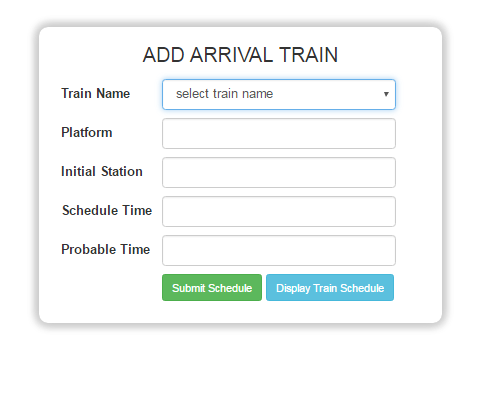 ADD ARRIVAL TRAIN
Train Name select train name
Platform
Initial Station
Schedule Time
Probable Time
Submit Schedule Display Train Schedule